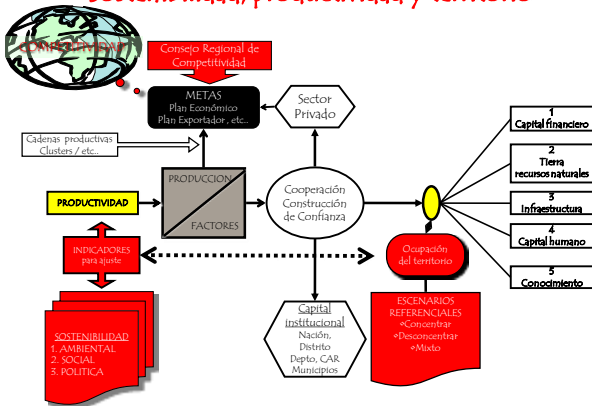 Sostenibilidad, productividad y territorio
COMPETITIVIDAD
Consejo Regional de
Competitividad
METAS
Plan Económico
Plan Exportador, etc..
Sector
Privado
Cadenas productivas
Clusters / etc..
PRODUCTIVIDAD
PRODUCCION
FACTORES
Cooperación
Construcción
de Confianza
1
Capital financiero
2
Tierra
recursos naturales
3
Infraestructura
4
Capital humano
5
Conocimiento
INDICADORES
para ajuste
Ocupación
del territorio
SOSTENIBILIDAD
1. AMBIENTAL
2. SOCIAL
3. POLITICA
Capital
institucional
Nación,
Distrito
Depto, CAR
Municipios
ESCENARIOS
REFERENCIALES
Concentrar
Desconcentrar
Mixto